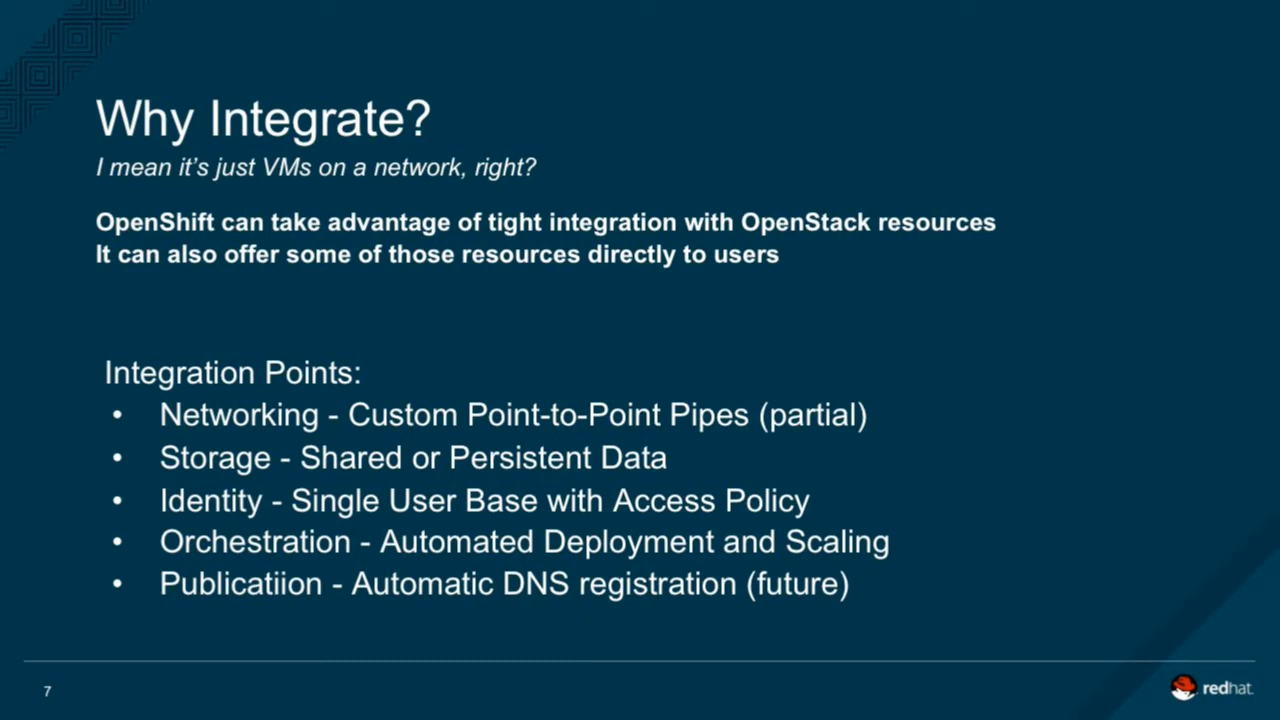 Why Integrate?
I mean it's just VMs on a network, right?
OpenShift can take advantage of tight integration with OpenStack resources
It can also offer some of those resources directly to users
Integration Points:
• Networking - Custom Point-to-Point Pipes (partial)
• Storage - Shared or Persistent Data
• Identity - Single User Base with Access Policy
• Orchestration - Automated Deployment and Scaling
• Publicatiion - Automatic DNS registration (future)
7
redhat.